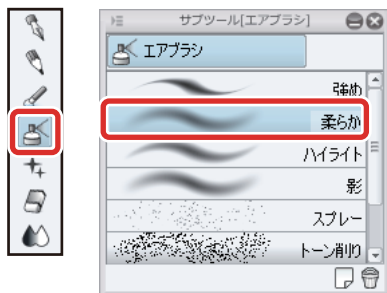 サブツール[エアブラシ]
エアブラシ
強め
柔らか
ハイライト
影
スプレー
トーン削り